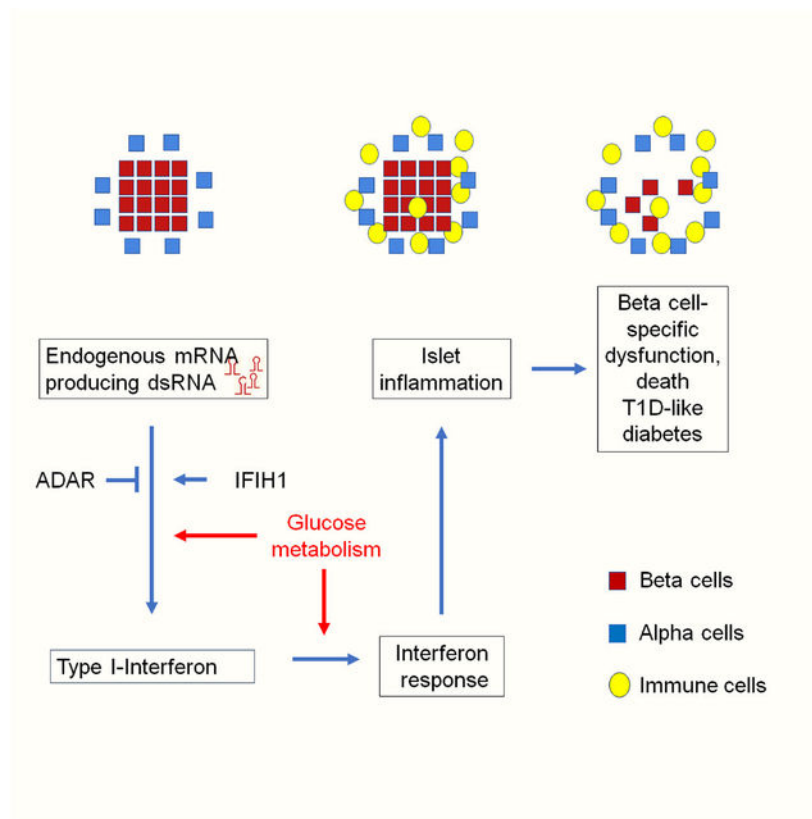 Endogenous mRNA
producing dsRNA
Islet
inflammation
Beta cell-
specific
dysfunction,
death
T1D-like
diabetes
ADAR
IFIH1
Glucose
metabolism
Type I-Interferon
Interferon
response
Beta cells
Alpha cells
Immune cells